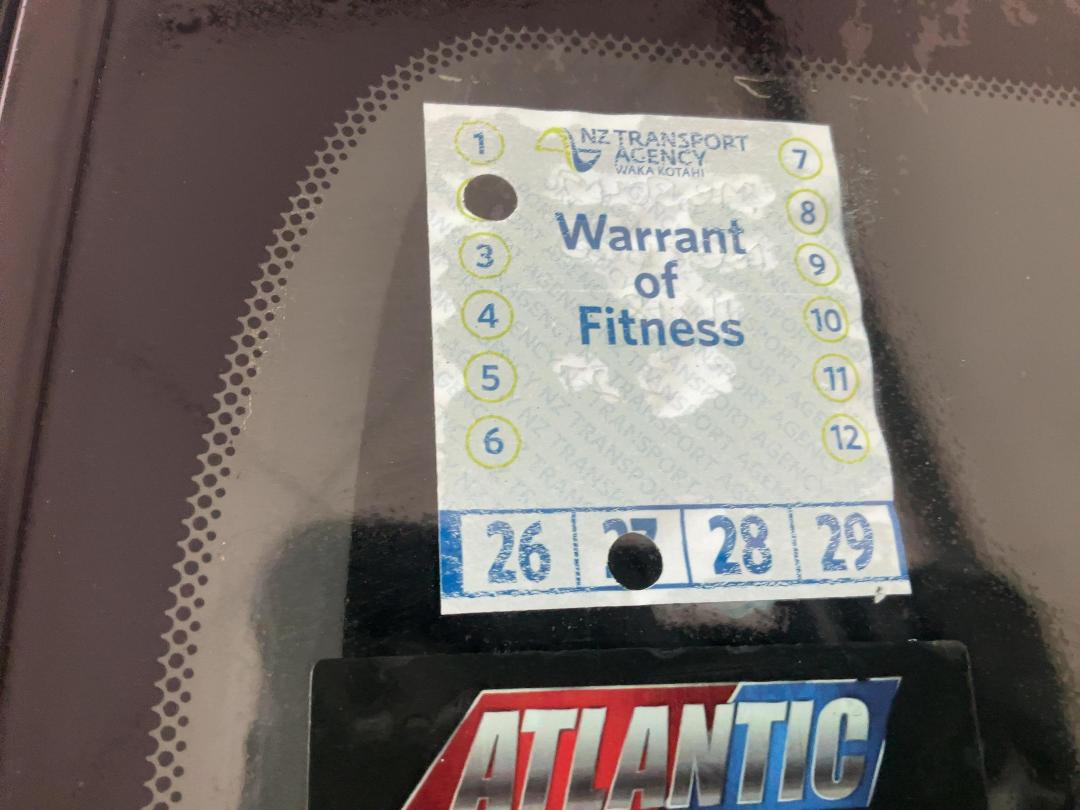 NZ TRANSPORT
AGENCY
WAKA KOTAHI
Warrant
of
Fitness
1
3
4
5
6
7
8
9
10
11
12
26 27 28 29
ATLANTIC